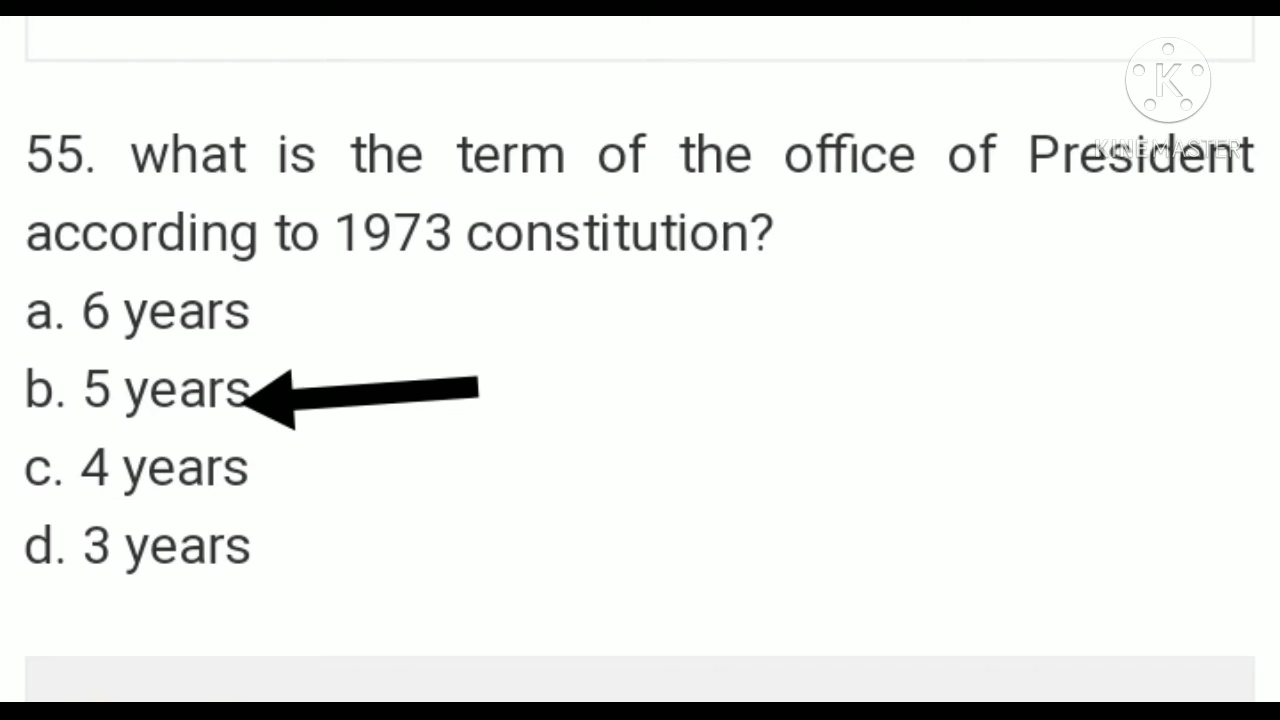 K
KINEMASTER
55. what is the term of the office of President
according to 1973 constitution?
a. 6 years
b. 5 years
c. 4 years
d. 3 years